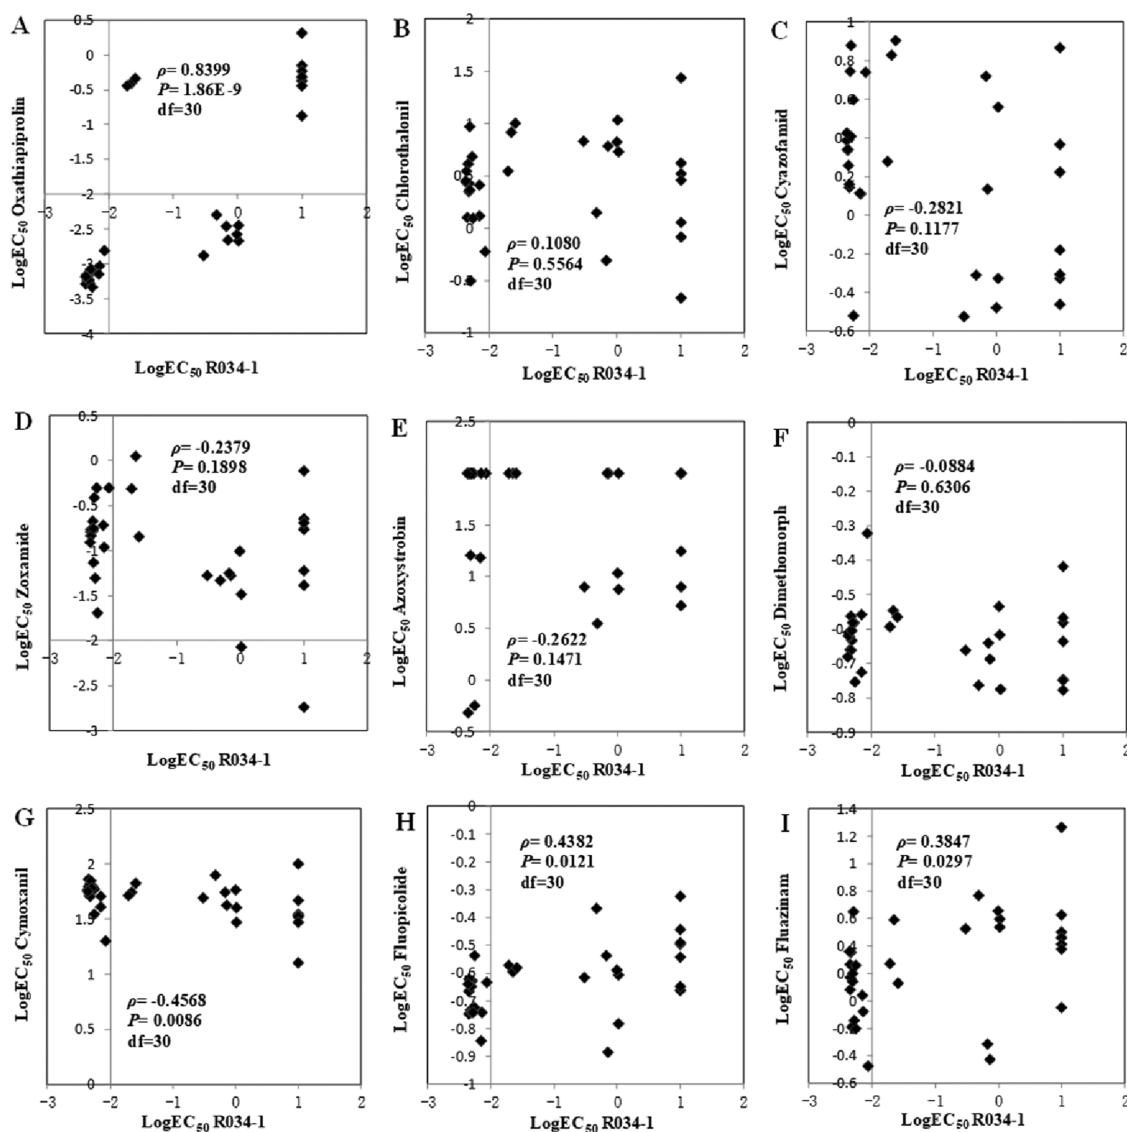 A
0.5
0
-0.5
-1
-1.5
-2
-2.5
-3
-3.5
-4
ρ= 0.8399
P= 1.86E-9
df=30
LogEC50 Oxathiapiprolin
-3 -2 -1 0 1 2
LogEC50 R034-1
B
2
1.5
1
0.5
0
-0.5
-1
ρ= 0.1080
P= 0.5564
df=30
LogEC50 Chlorothalonil
-3 -2 -1 0 1 2
LogEC50 R034-1
C
1
0.8
0.6
0.4
0.2
0
-0.2
-0.4
-0.6
ρ= -0.2821
P= 0.1177
df=30
LogEC50 Cyazofamid
-3 -2 -1 0 1 2
LogEC50 R034-1
D
0.5
0
-0.5
-1
-1.5
-2
-2.5
-3
ρ= -0.2379
P= 0.1898
df=30
LogEC50 Zoxamide
-3 -2 -1 0 1 2
LogEC50 R034-1
E
2.5
2
1.5
1
0.5
0
-0.5
ρ= -0.2622
P= 0.1471
df=30
LogEC50 Azoxystrobin
-3 -2 -1 0 1 2
LogEC50 R034-1
F
0
-0.1
-0.2
-0.3
-0.4
-0.5
-0.6
-0.7
-0.8
-0.9
ρ= -0.0884
P= 0.6306
df=30
LogEC50 Dimethomorph
-3 -2 -1 0 1 2
LogEC50 R034-1
G
2.5
2
1.5
1
0.5
0
ρ= -0.4568
P= 0.0086
df=30
LogEC50 Cymoxanil
-3 -2 -1 0 1 2
LogEC50 R034-1
H
0
-0.1
-0.2
-0.3
-0.4
-0.5
-0.6
-0.7
-0.8
-0.9
-1
ρ= 0.4382
P= 0.0121
df=30
LogEC50 Fluopicolide
-3 -2 -1 0 1 2
LogEC50 R034-1
I
1.4
1.2
1
0.8
0.6
0.4
0.2
0
-0.2
-0.4
-0.6
ρ= 0.3847
P= 0.0297
df=30
LogEC50 Fluazinam
-3 -2 -1 0 1 2
LogEC50 R034-1